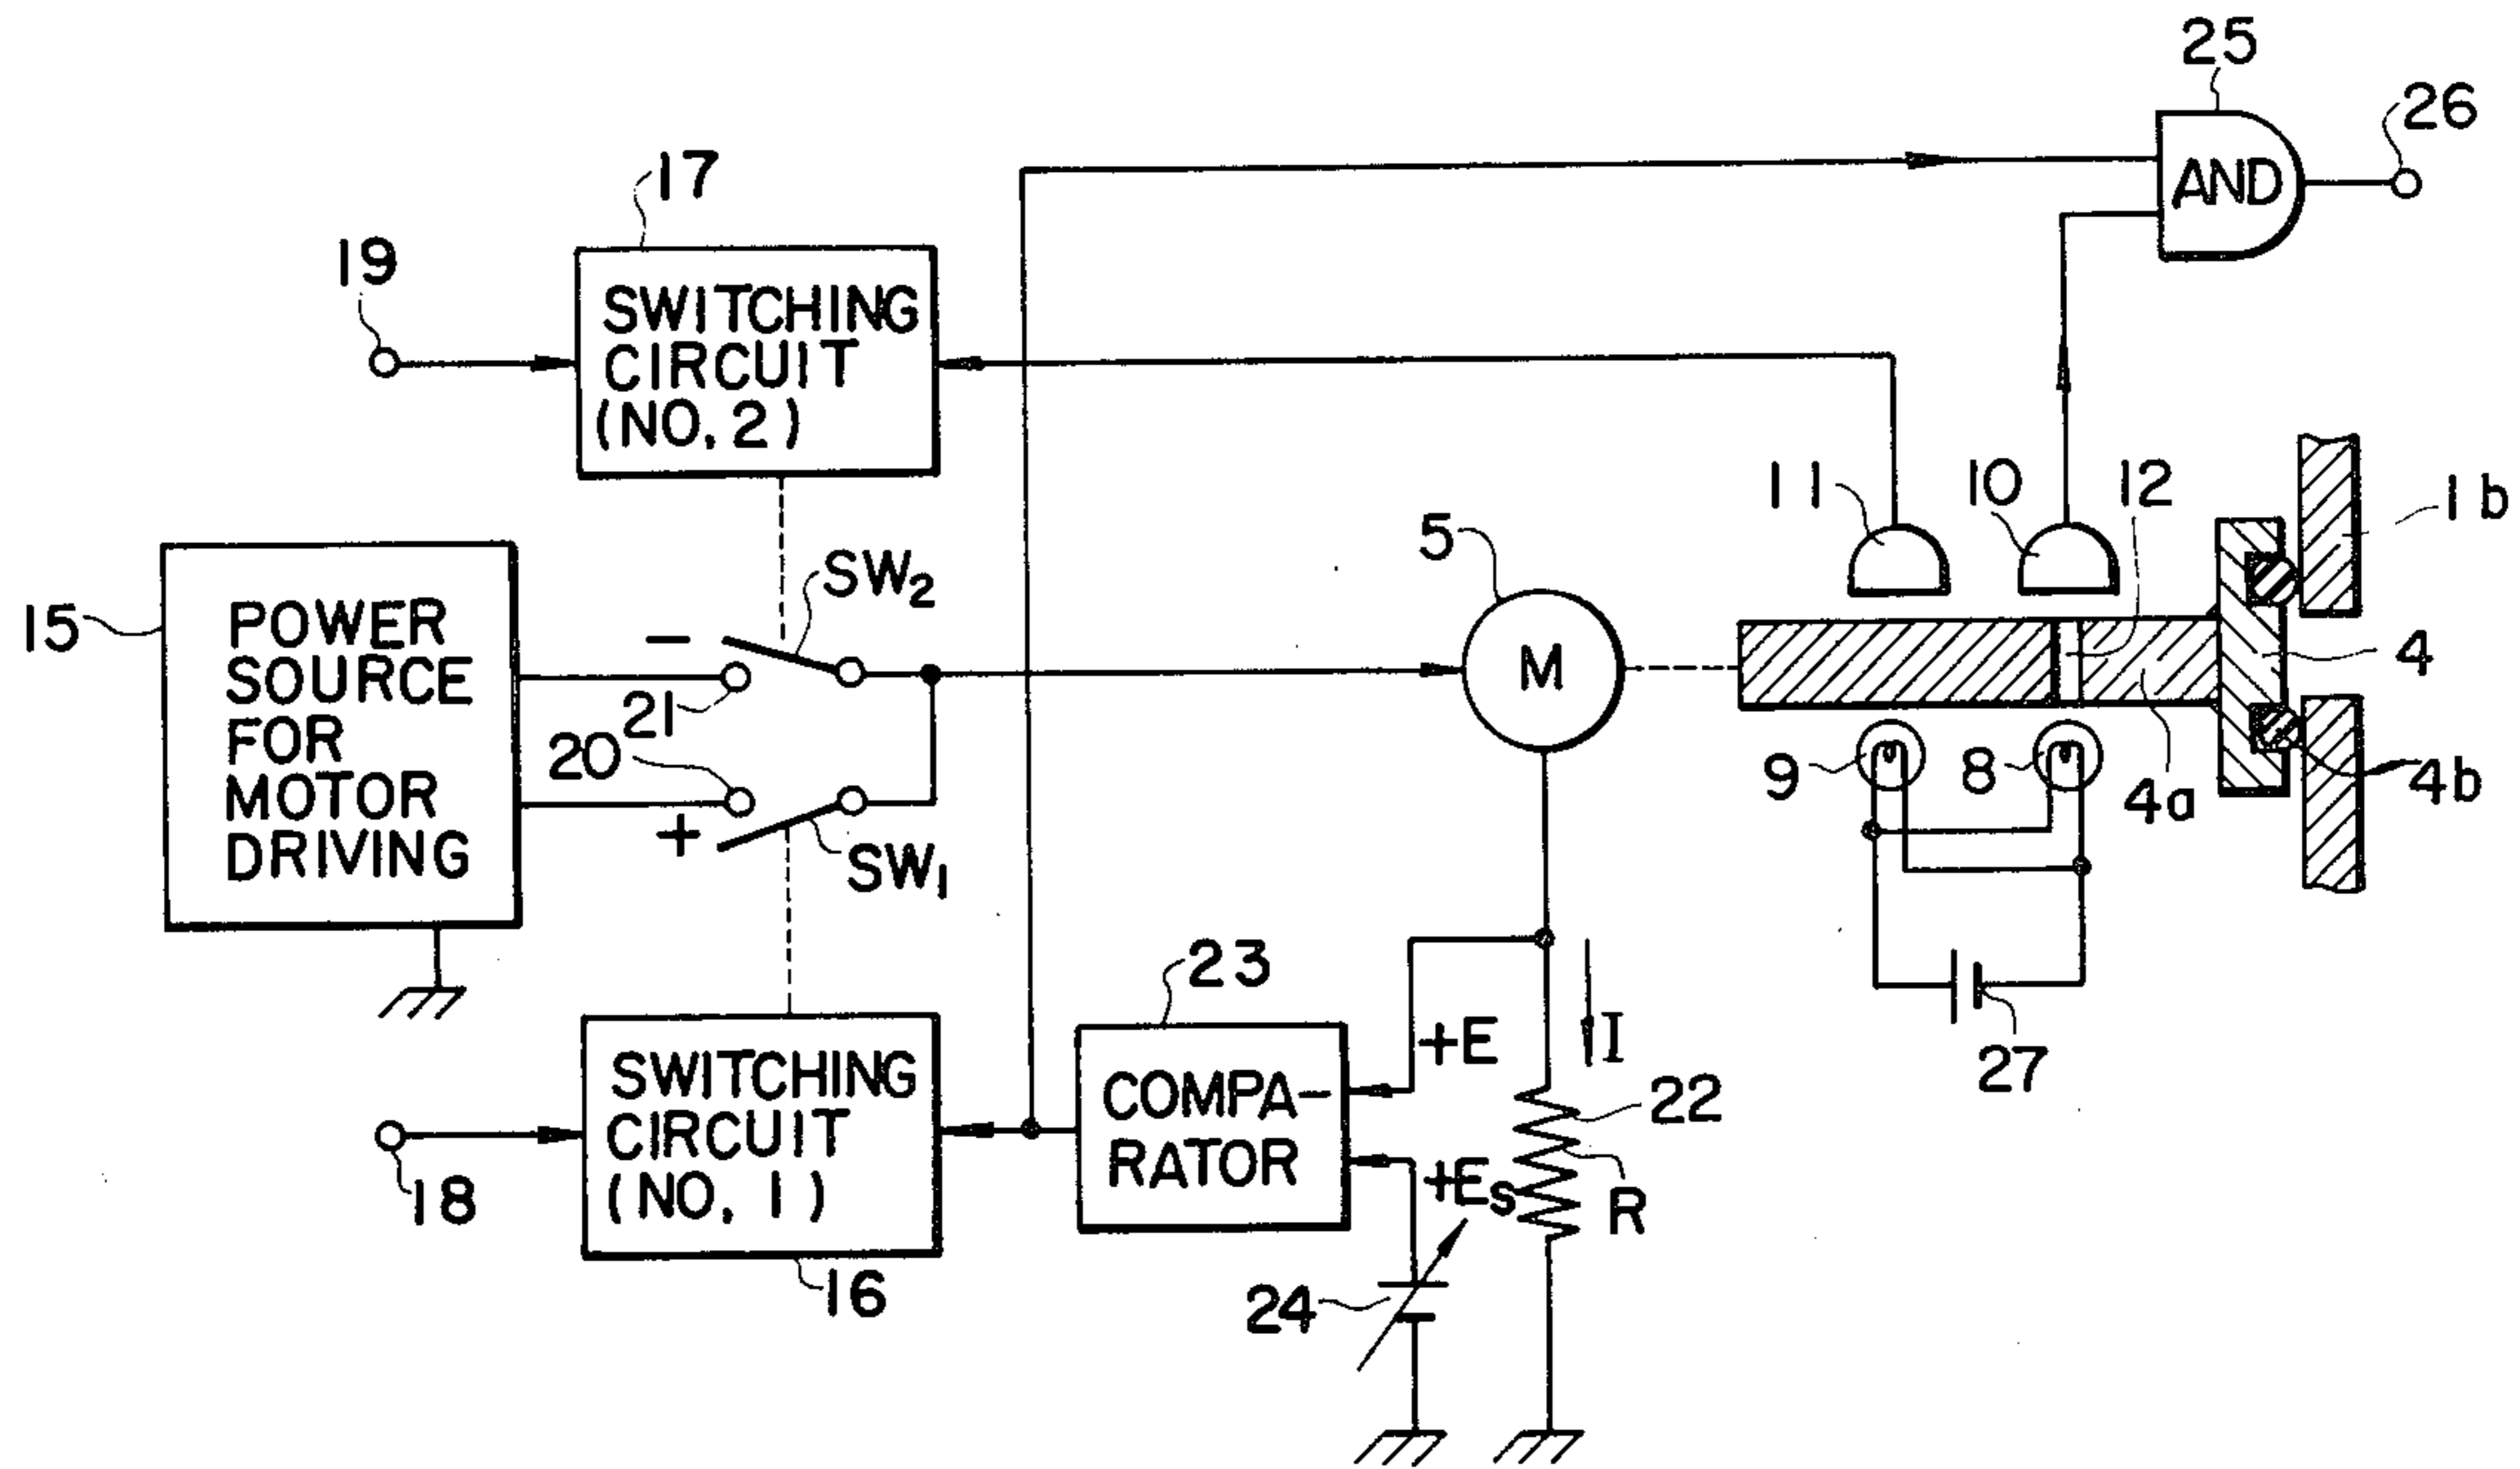 25
26
17
19
SWITCHING
CIRCUIT
(NO, 2)
11
10
12
1b
5
SW2
15
POWER
SOURCE
FOR
MOTOR
DRIVING
−
21
20
+
SW1
M
4
9
8
4a
4b
AND
23
+E
I
27
SWITCHING
CIRCUIT
(NO, 1)
COMPA-
RATOR
22
+ES
R
18
16
24